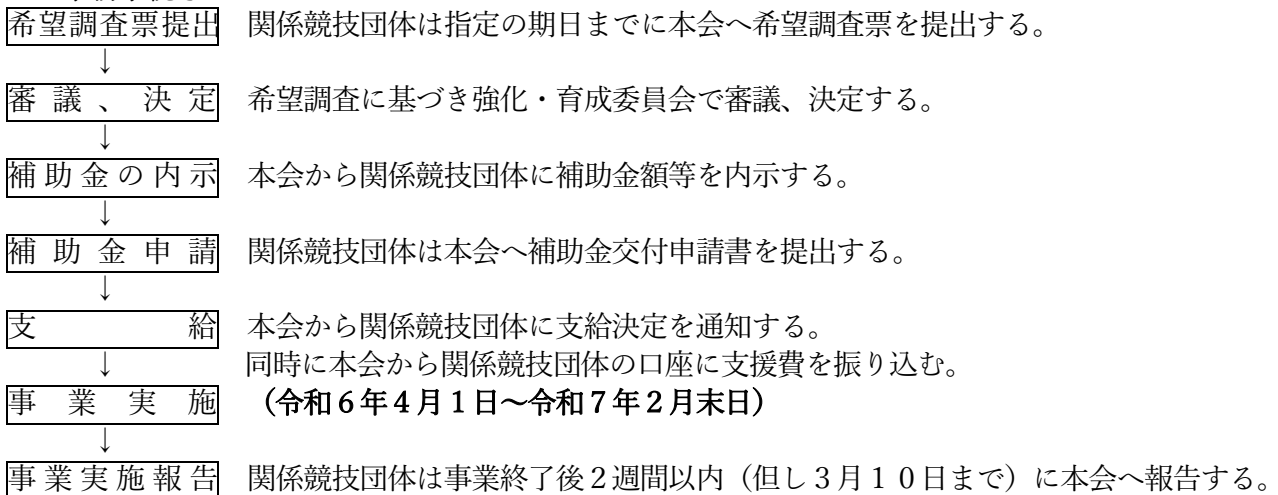 希望調査票提出 関係競技団体は指定の期日までに本会へ希望調査票を提出する。
↓
審議、決定 希望調査に基づき強化・育成委員会で審議、決定する。
↓
補助金の内示 本会から関係競技団体に補助金額等を内示する。
↓
補助金申請 関係競技団体は本会へ補助金交付申請書を提出する。
↓
支給 本会から関係競技団体に支給決定を通知する。
↓ 同時に本会から関係競技団体の口座に支援費を振り込む。
事業実施 (令和6年4月1日～令和7年2月末日)
↓
事業実施報告 関係競技団体は事業終了後2週間以内(但し3月10日まで)に本会へ報告する。